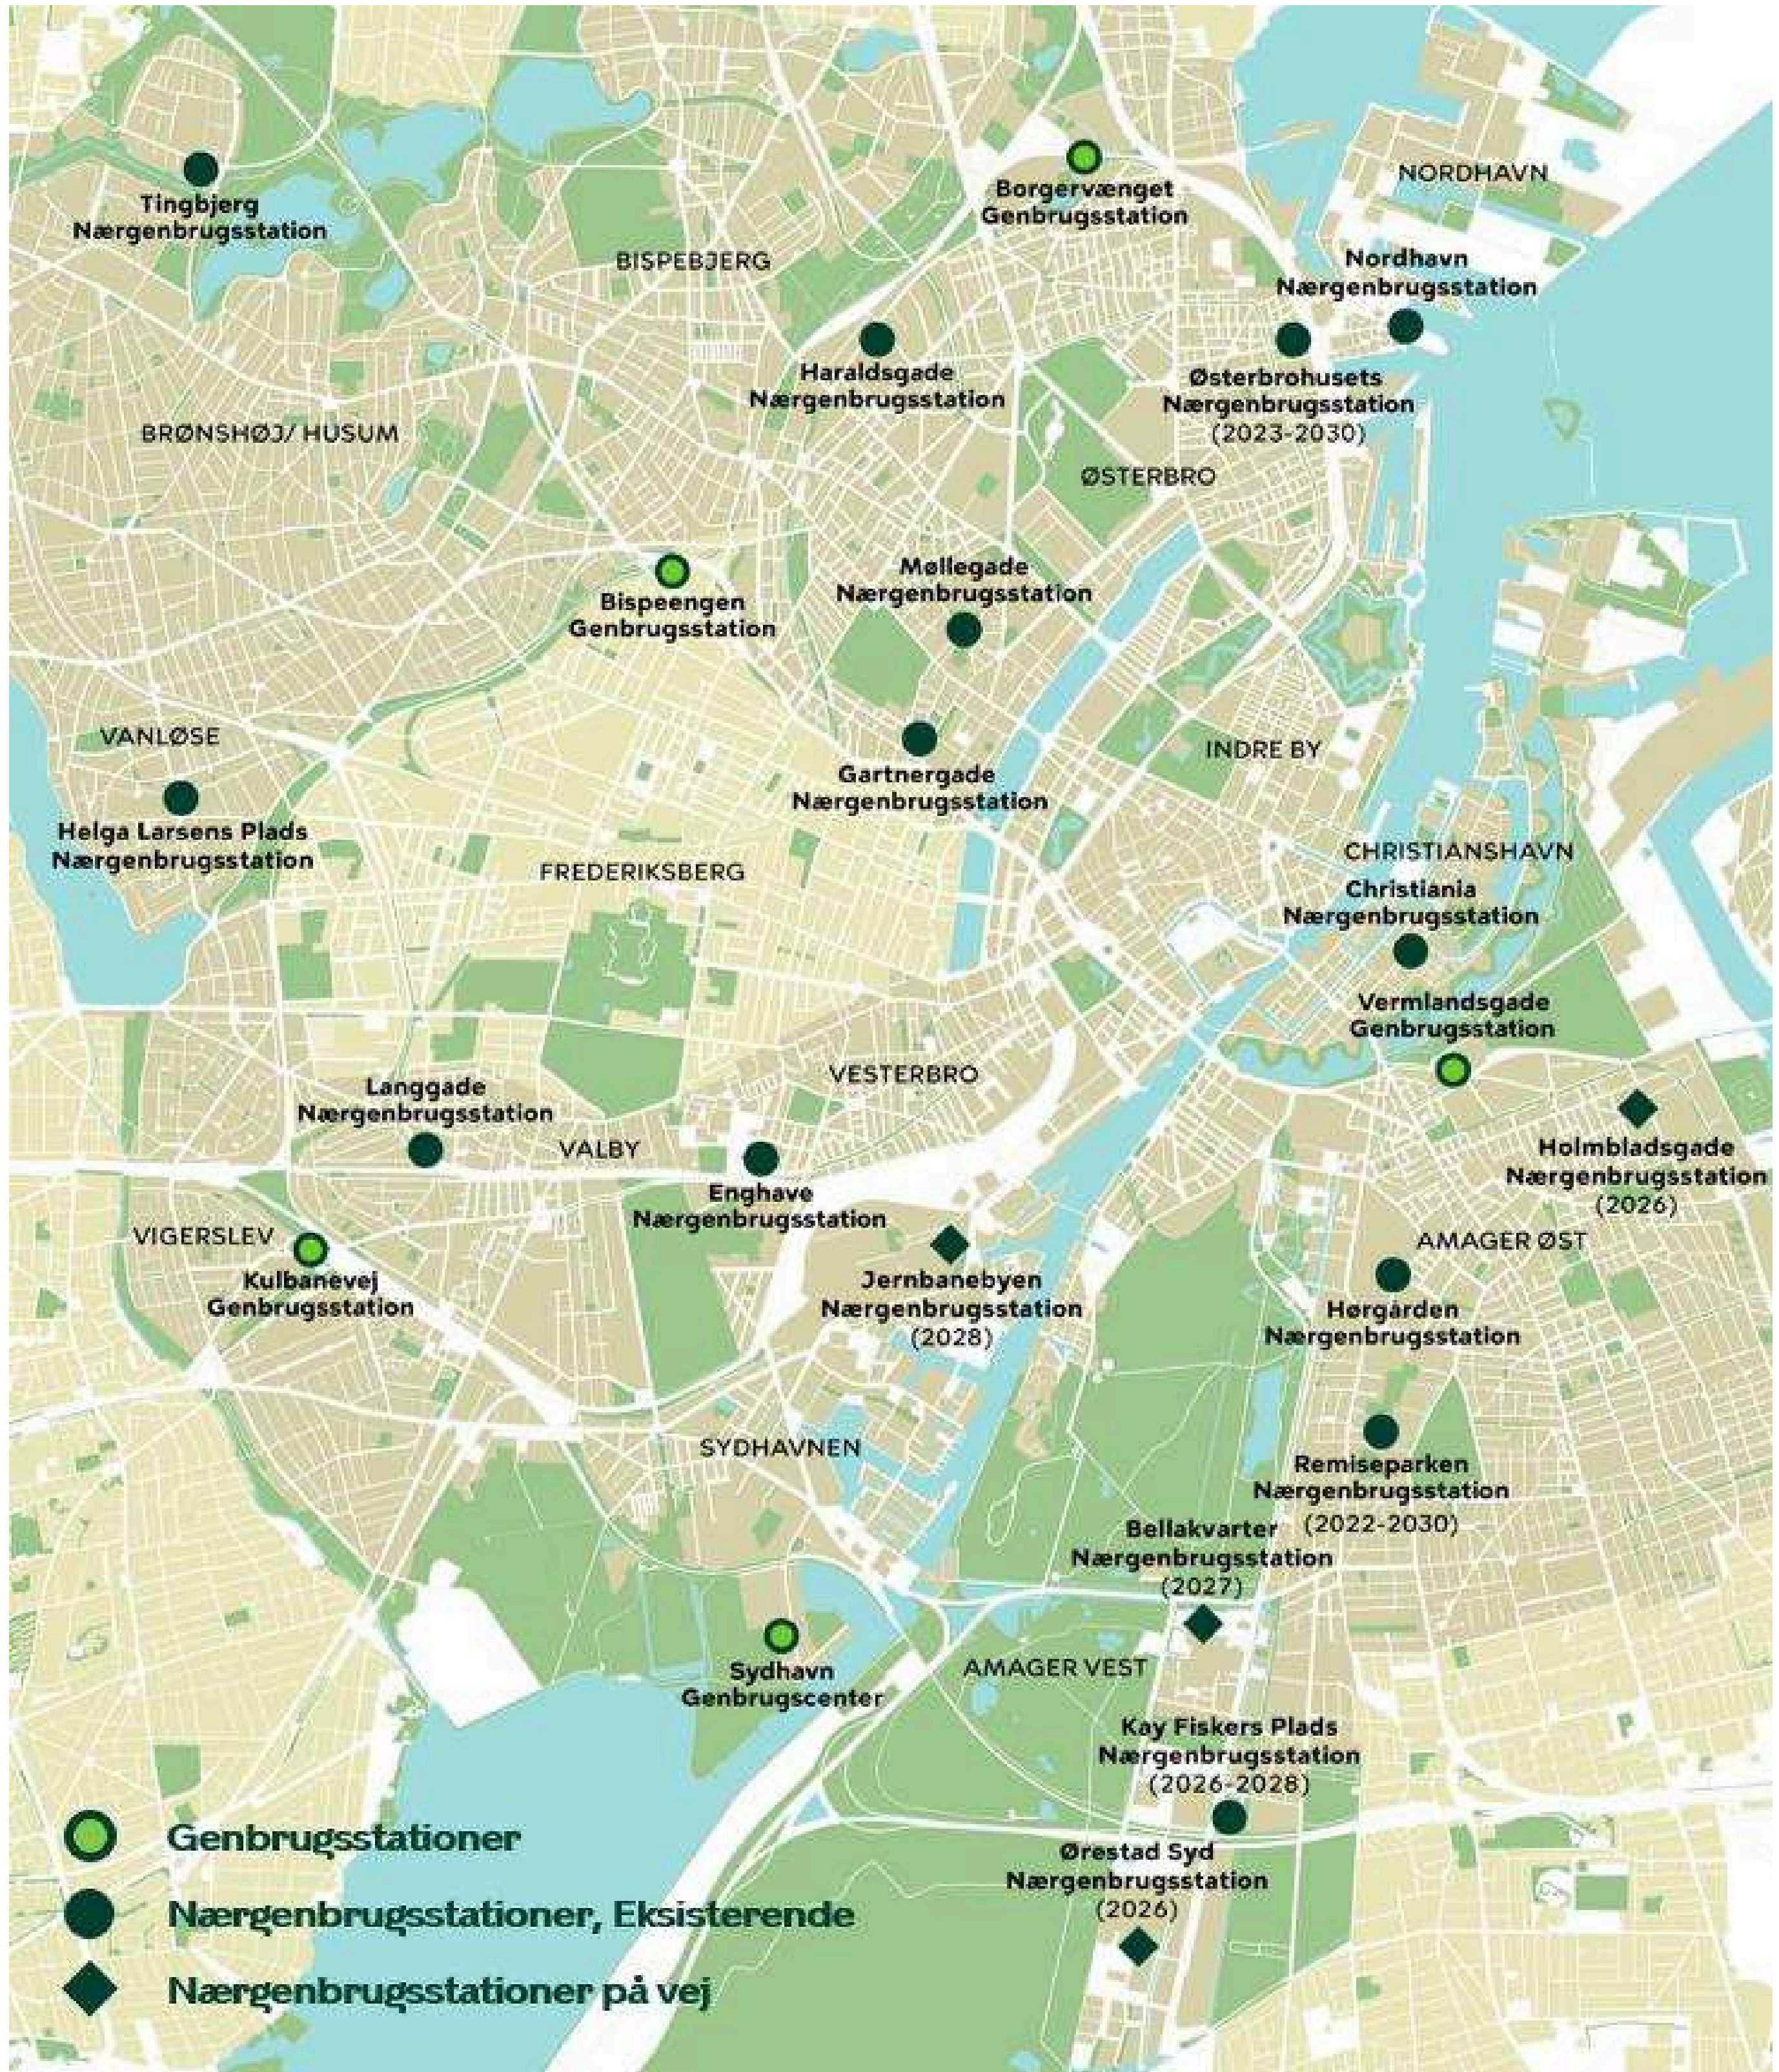 NORDHAVN
Borgervænget
Genbrugsstation
Tingbjerg
Nærgenbrugsstation
BISPEBJERG
Nordhavn
Nærgenbrugsstation
Haraldsgade
Nærgenbrugsstation
Østerbrohusets
Nærgenbrugsstation
(2023-2030)
BRØNSHØJ/ HUSUM
ØSTERBRO
Møllegade
Nærgenbrugsstation
Bispeengen
Genbrugsstation
VANLØSE
INDRE BY
Gartnergade
Nærgenbrugsstation
Helga Larsens Plads
Nærgenbrugsstation
FREDERIKSBERG
CHRISTIANSHAVN
Christiania
Nærgenbrugsstation
Vermlandsgade
Genbrugsstation
VESTERBRO
Langgade
Nærgenbrugsstation
VALBY
Holmbladsgade
Nærgenbrugsstation
(2026)
Enghave
Nærgenbrugsstation
VIGERSLEV
AMAGER ØST
Kulbanevej
Genbrugsstation
Jernbanebyen
Nærgenbrugsstation
(2028)
Hørgården
Nærgenbrugsstation
SYDHAVNEN
Remiseparken
Nærgenbrugsstation
(2022-2030)
Bellakvarter
Nærgenbrugsstation
(2027)
Sydhavn
Genbrugscenter
AMAGER VEST
Kay Fiskers Plads
Nærgenbrugsstation
(2026-2028)
Ørestad Syd
Nærgenbrugsstation
(2026)
Genbrugsstationer
Nærgenbrugsstationer, Eksisterende
Nærgenbrugsstationer på vej